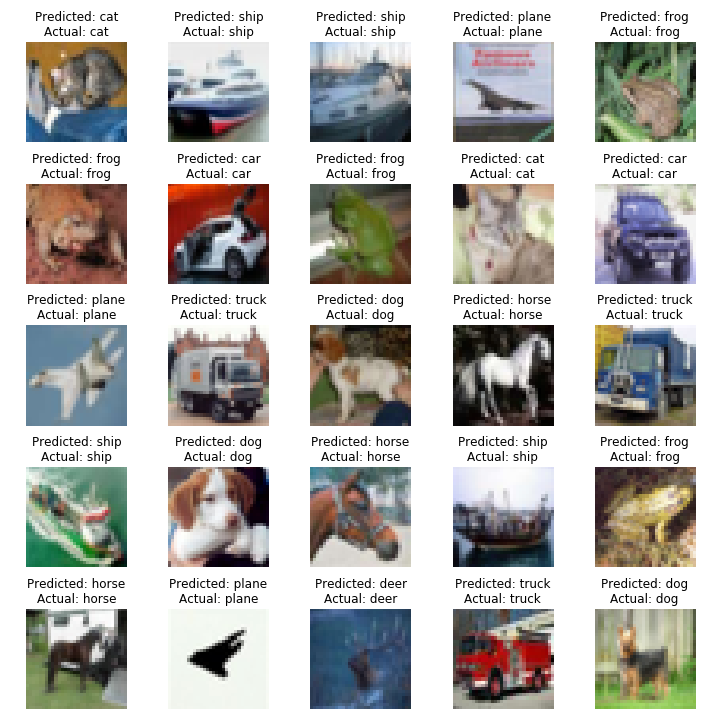 Predicted: cat
Actual: cat
Predicted: ship
Actual: ship
Predicted: ship
Actual: ship
Predicted: plane
Actual: plane
Predicted: frog
Actual: frog
Predicted: frog
Actual: frog
Predicted: car
Actual: car
Predicted: frog
Actual: frog
Predicted: cat
Actual: cat
Predicted: car
Actual: car
Predicted: plane
Actual: plane
Predicted: truck
Actual: truck
Predicted: dog
Actual: dog
Predicted: horse
Actual: horse
Predicted: truck
Actual: truck
Predicted: ship
Actual: ship
Predicted: dog
Actual: dog
Predicted: horse
Actual: horse
Predicted: ship
Actual: ship
Predicted: frog
Actual: frog
Predicted: horse
Actual: horse
Predicted: plane
Actual: plane
Predicted: deer
Actual: deer
Predicted: truck
Actual: truck
Predicted: dog
Actual: dog